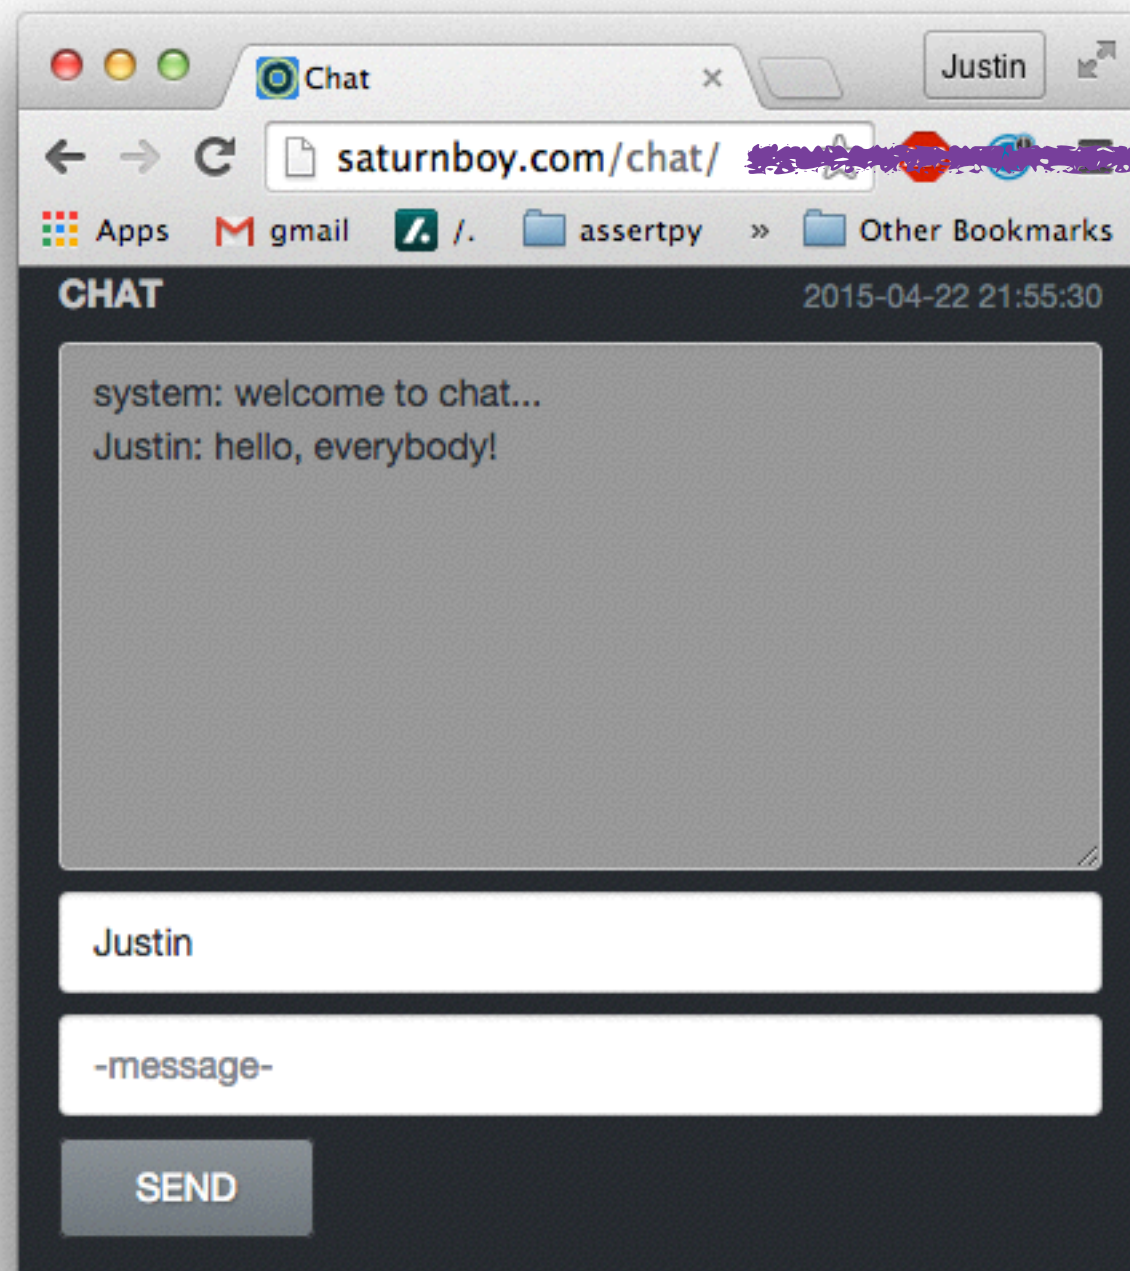 Chat
Justin
saturnboy.com/chat/
Apps gmail /. assertpy » Other Bookmarks
CHAT 2015-04-22 21:55:30
system: welcome to chat...
Justin: hello, everybody!
Justin
-message-
SEND